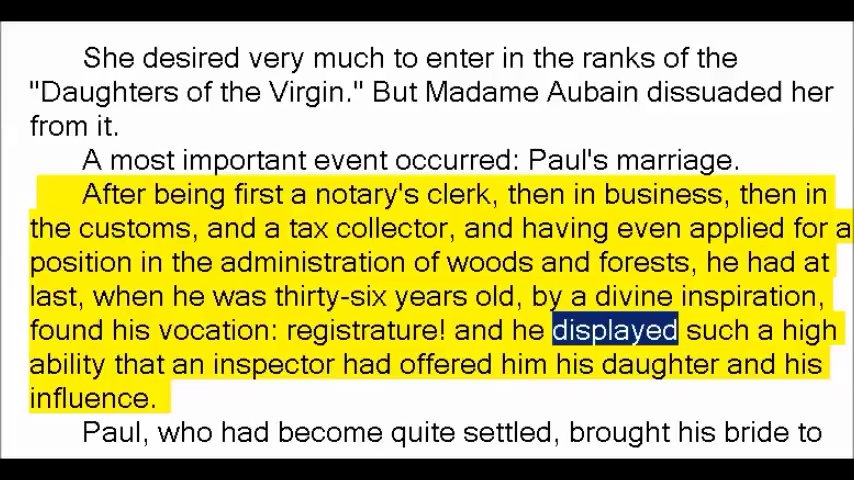 She desired very much to enter in the ranks of the
"Daughters of the Virgin." But Madame Aubain dissuaded her
from it.
A most important event occurred: Paul's marriage.
After being first a notary's clerk, then in business, then in
the customs, and a tax collector, and having even applied for a
position in the administration of woods and forests, he had at
last, when he was thirty-six years old, by a divine inspiration,
found his vocation: registrature! and he displayed such a high
ability that an inspector had offered him his daughter and his
influence.
Paul, who had become quite settled, brought his bride to